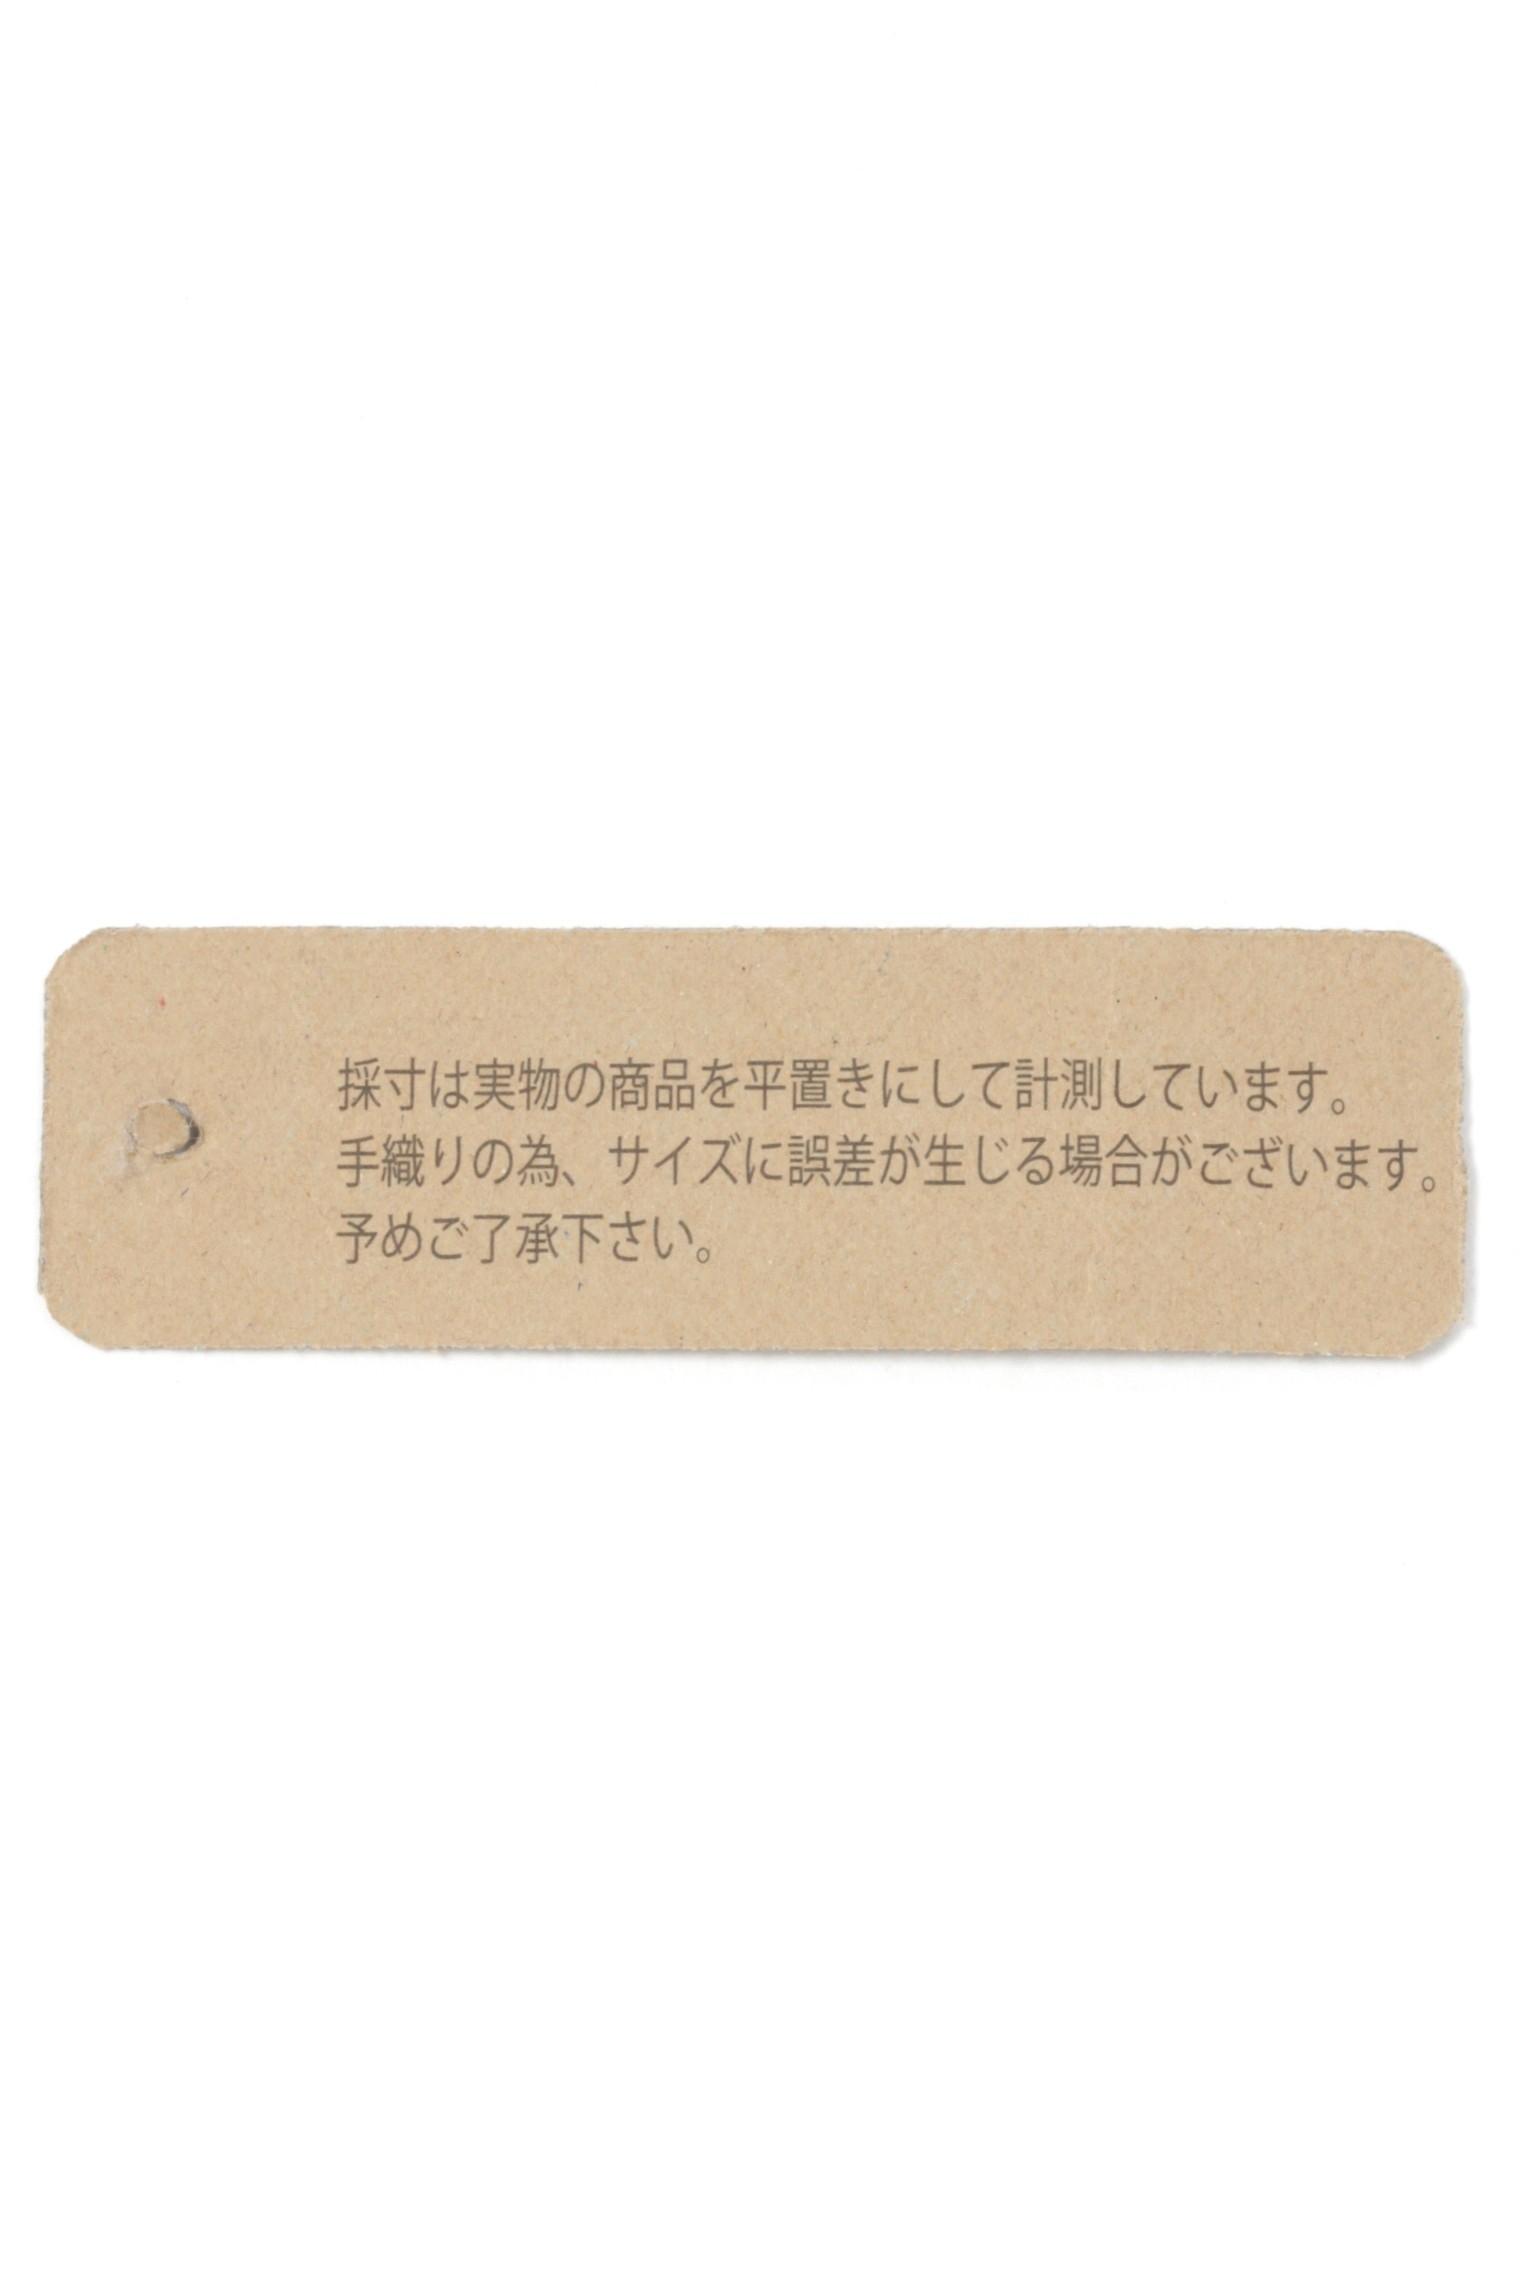 採寸は実物の商品を平置きにして計測しています。
手織りの為、サイズに誤差が生じる場合がございます。
予めご了承下さい。